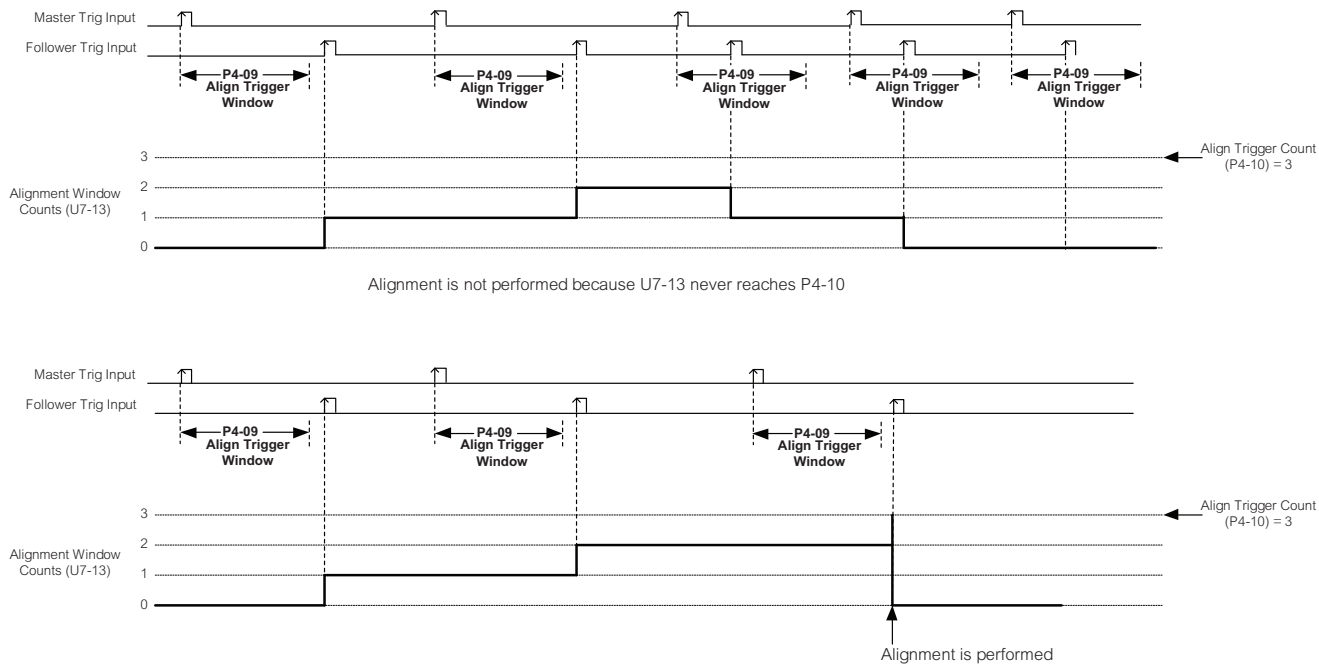 Master Trig Input
Follower Trig Input
P4-09
Align Trigger
Window
P4-09
Align Trigger
Window
P4-09
Align Trigger
Window
P4-09
Align Trigger
Window
P4-09
Align Trigger
Window
3
2
1
0
Alignment Window
Counts (U7-13)
Align Trigger Count
(P4-10) = 3
Alignment is not performed because U7-13 never reaches P4-10
Master Trig Input
Follower Trig Input
P4-09
Align Trigger
Window
P4-09
Align Trigger
Window
P4-09
Align Trigger
Window
3
2
1
0
Alignment Window
Counts (U7-13)
Align Trigger Count
(P4-10) = 3
Alignment is performed